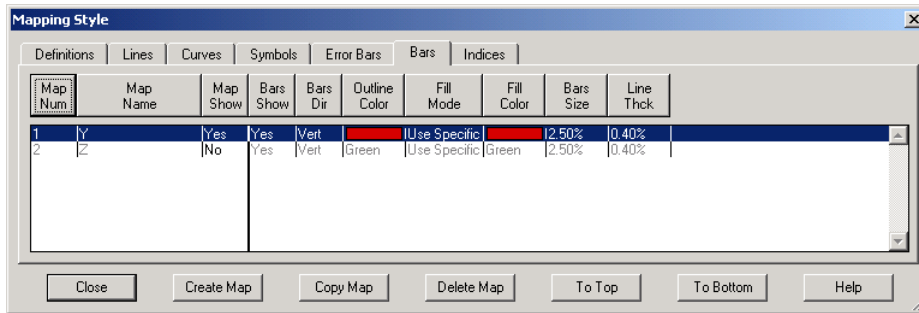 Mapping Style
Definitions Lines Curves Symbols Error Bars Bars Indices
Map Num Map Name Map Show Bars Show Bars Dir Outline Color Fill Mode Fill Color Bars Size Line Thck
1 Y Yes Yes Vert Use Specific 2.50% 0.40%
2 Z No Yes Vert Green Use Specific Green 2.50% 0.40%
Close Create Map Copy Map Delete Map To Top To Bottom Help